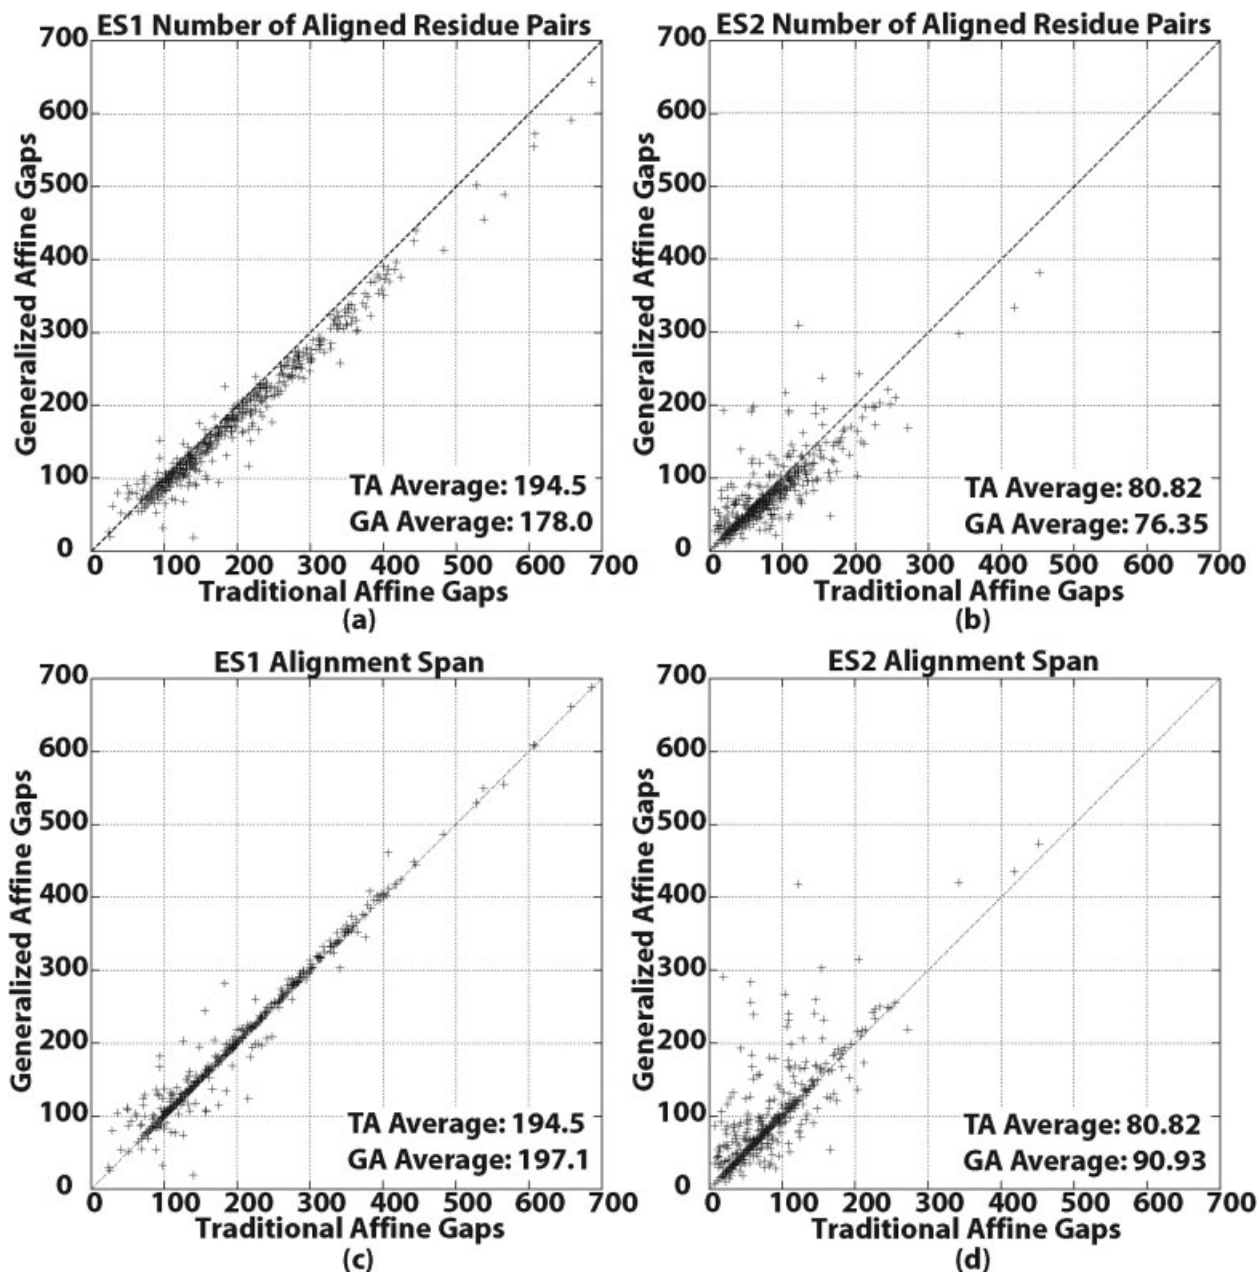 ES1 Number of Aligned Residue Pairs
700
600
500
400
300
200
100
0
Generalized Affine Gaps
TA Average: 194.5
GA Average: 178.0
0 100 200 300 400 500 600 700
Traditional Affine Gaps
(a)
ES2 Number of Aligned Residue Pairs
700
600
500
400
300
200
100
0
Generalized Affine Gaps
TA Average: 80.82
GA Average: 76.35
0 100 200 300 400 500 600 700
Traditional Affine Gaps
(b)
ES1 Alignment Span
700
600
500
400
300
200
100
0
Generalized Affine Gaps
TA Average: 194.5
GA Average: 197.1
0 100 200 300 400 500 600 700
Traditional Affine Gaps
(c)
ES2 Alignment Span
700
600
500
400
300
200
100
0
Generalized Affine Gaps
TA Average: 80.82
GA Average: 90.93
0 100 200 300 400 500 600 700
Traditional Affine Gaps
(d)